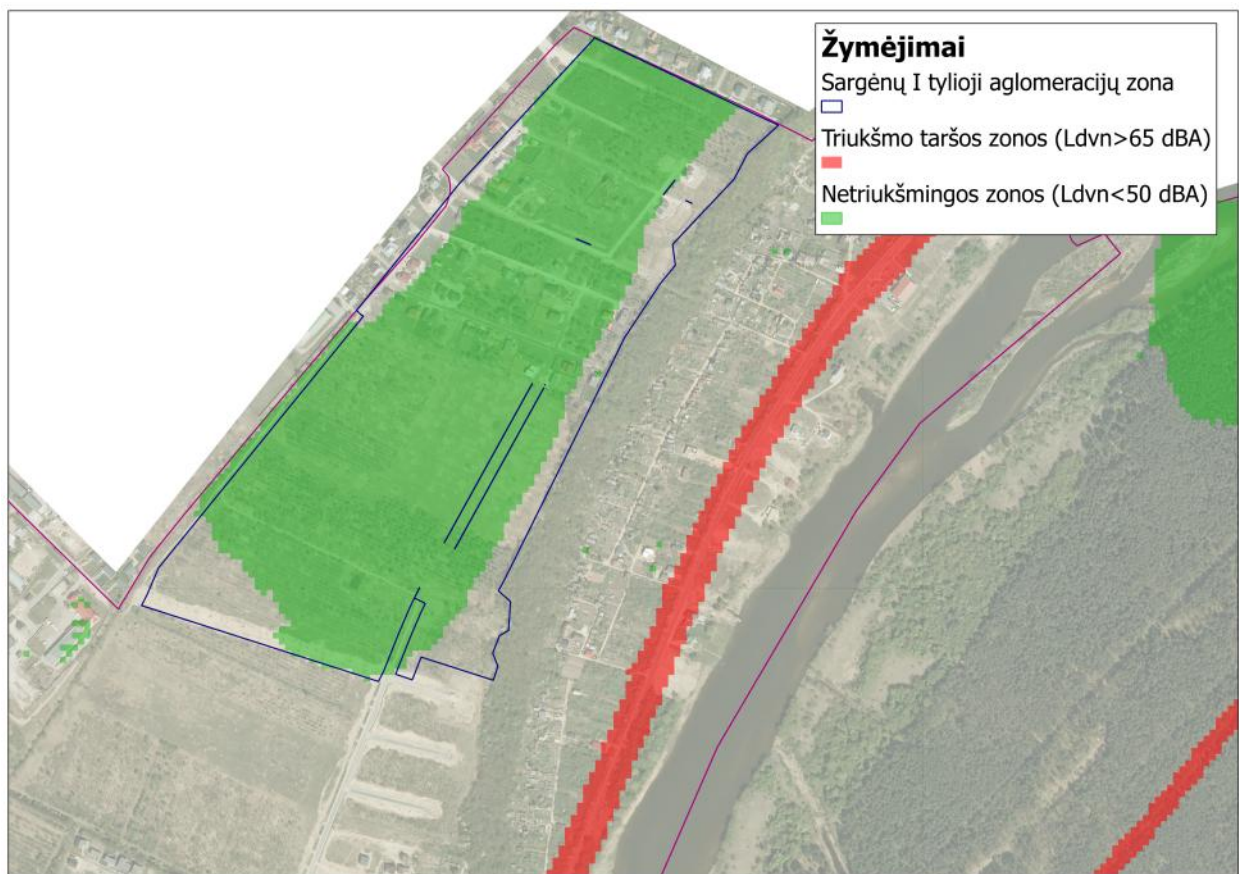 Žymėjimai
Sargėnų I tylioji aglomeracijų zona
Triukšmo taršos zonos (Ldvn>65 dBA)
Netriukšmingos zonos (Ldvn<50 dBA)